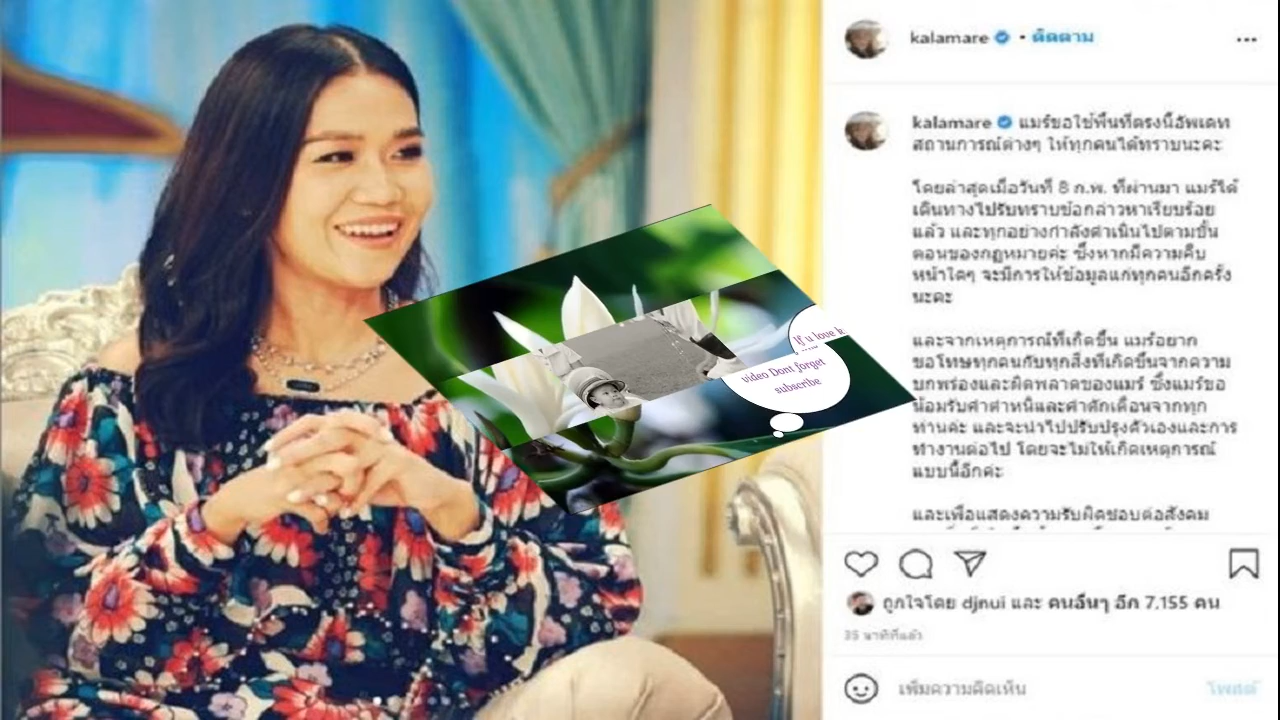 kalamare • ติดตาม
kalamare แมร์ขอใช้พื้นที่ตรงนี้อัพเดท
สถานการณ์ต่างๆ ให้ทุกคนได้ทราบนะคะ
โดยล่าสุดเมื่อวันที่ 8 ก.พ. ที่ผ่านมา แมร์ได้
เดินทางไปรับทราบข้อกล่าวหาเรียบร้อย
แล้ว และทุกอย่างกำลังดำเนินไปตามขั้น
ตอนของกฎหมายค่ะ ซึ่งหากมีความคืบ
หน้าใดๆ จะมีการให้ข้อมูลแก่ทุกคนอีกครั้ง
นะคะ
และจากเหตุการณ์ที่เกิดขึ้น แมร์อยาก
ขอโทษทุกคนกับทุกสิ่งที่เกิดขึ้นจากความ
บกพร่องและผิดพลาดของแมร์ ซึ่งแมร์ขอ
น้อมรับคำตำหนิและคำตักเตือนจากทุก
ท่านค่ะ และจะนำไปปรับปรุงตัวเองและการ
ทำงานต่อไป โดยจะไม่ให้เกิดเหตุการณ์
แบบนี้อีกค่ะ
และเพื่อแสดงความรับผิดชอบต่อสังคม
If u love
video Dont forget
subscribe
ถูกใจโดย djnui และ คนอื่นๆ อีก 7,155 คน
35 นาทีที่แล้ว
เพิ่มความคิดเห็น
โพสต์